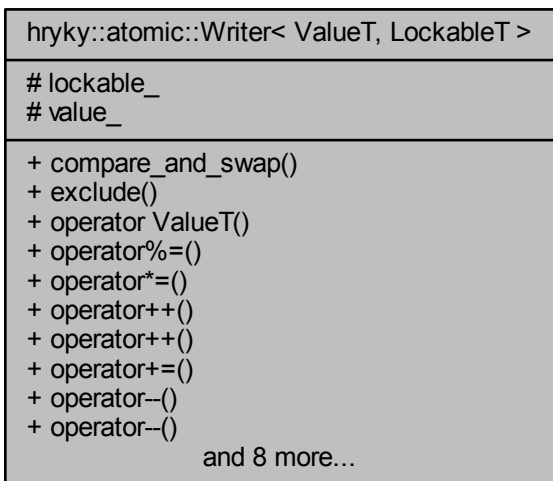 hryky::atomic::Writer< ValueT, LockableT >
# lockable_
# value_
+ compare_and_swap()
+ exclude()
+ operator ValueT()
+ operator%=()
+ operator*=()
+ operator++()
+ operator++()
+ operator+=()
+ operator--()
+ operator--()
and 8 more...